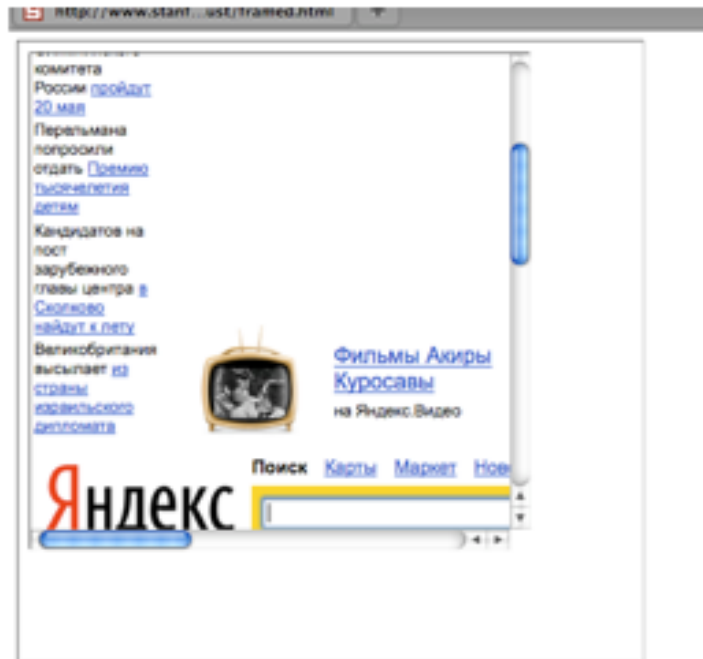 http://www.stanf...ust/framed.html
комитета
России пройдут
20 мая
Перельмана
попросили
отдать Премию
тысячелетия
детям
Кандидатов на
пост
зарубежного
главы центра в
Сколково
найдут к лету
Великобритания
высылает из
страны
израильского
дипломата
Фильмы Акиры
Куросавы
на Яндекс.Видео
Поиск Карты Маркет Нов
Яндекс